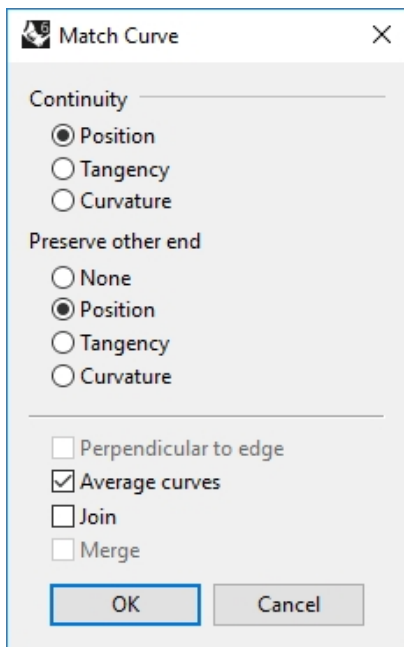 Match Curve
Continuity
Position
Tangency
Curvature
Preserve other end
None
Position
Tangency
Curvature
Perpendicular to edge
Average curves
Join
Merge
OK Cancel